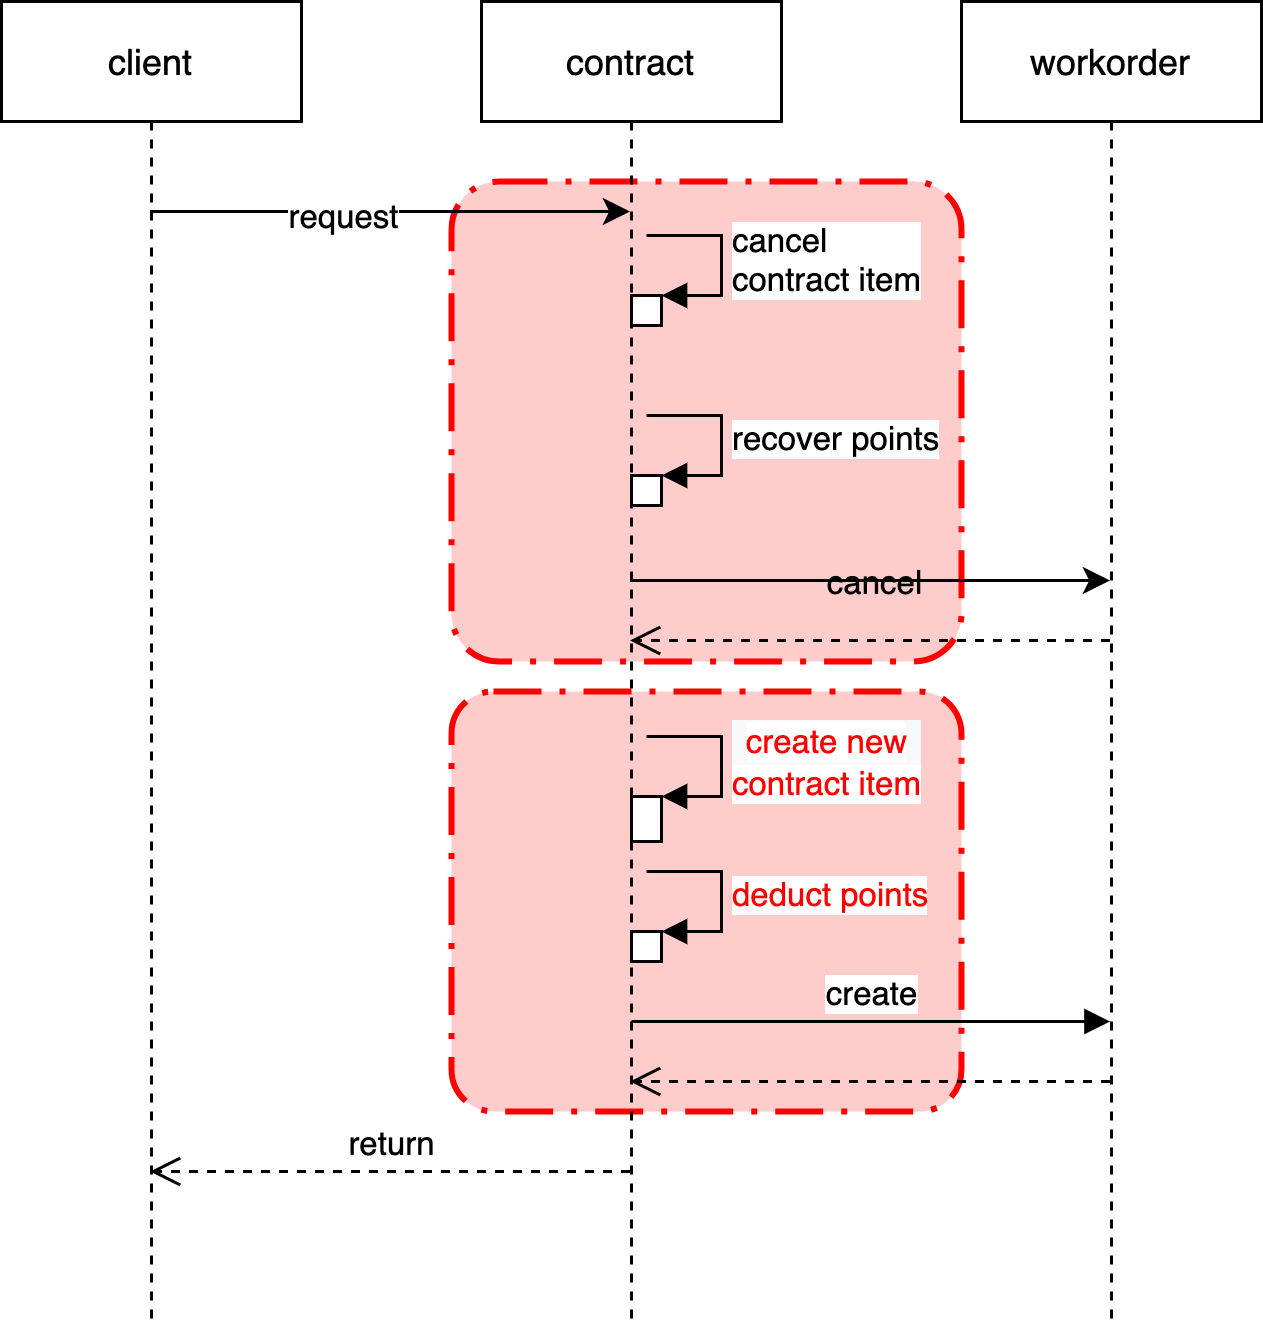 client
contract
workorder
request
cancel
contract item
recover points
cancel
create new
contract item
deduct points
create
return